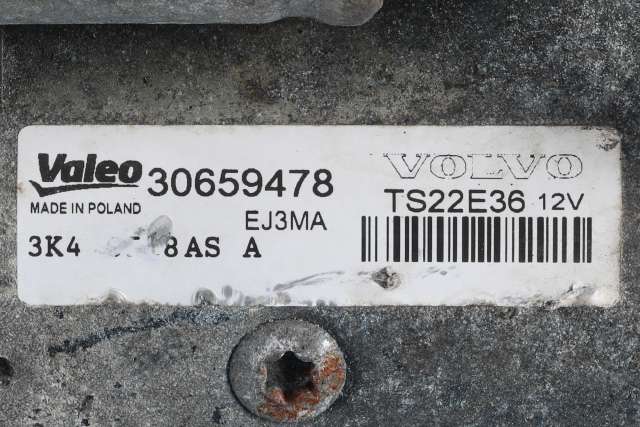 Valeo 30659478
MADE IN POLAND
EJ3MA
3K4 8AS A
VOLVO
TS22E36 12V